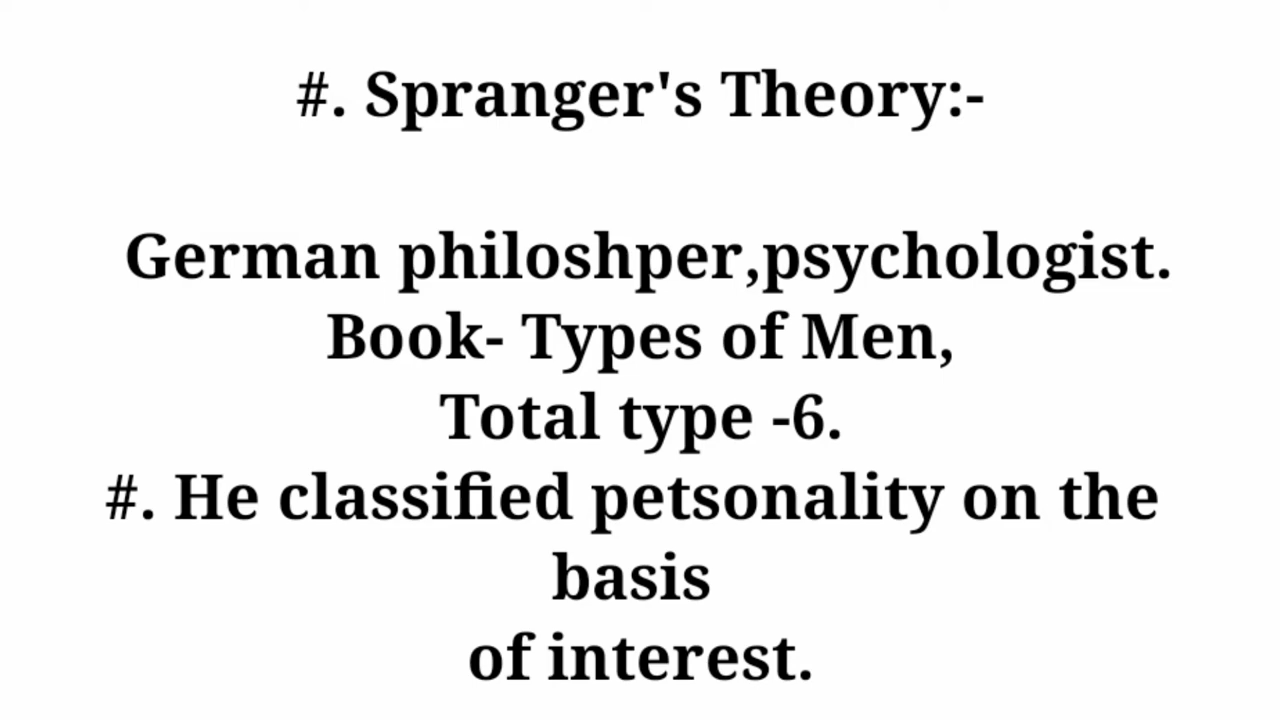 #. Spranger's Theory:-
German philoshper,psychologist.
Book- Types of Men,
Total type -6.
#. He classified petsonality on the
basis
of interest.